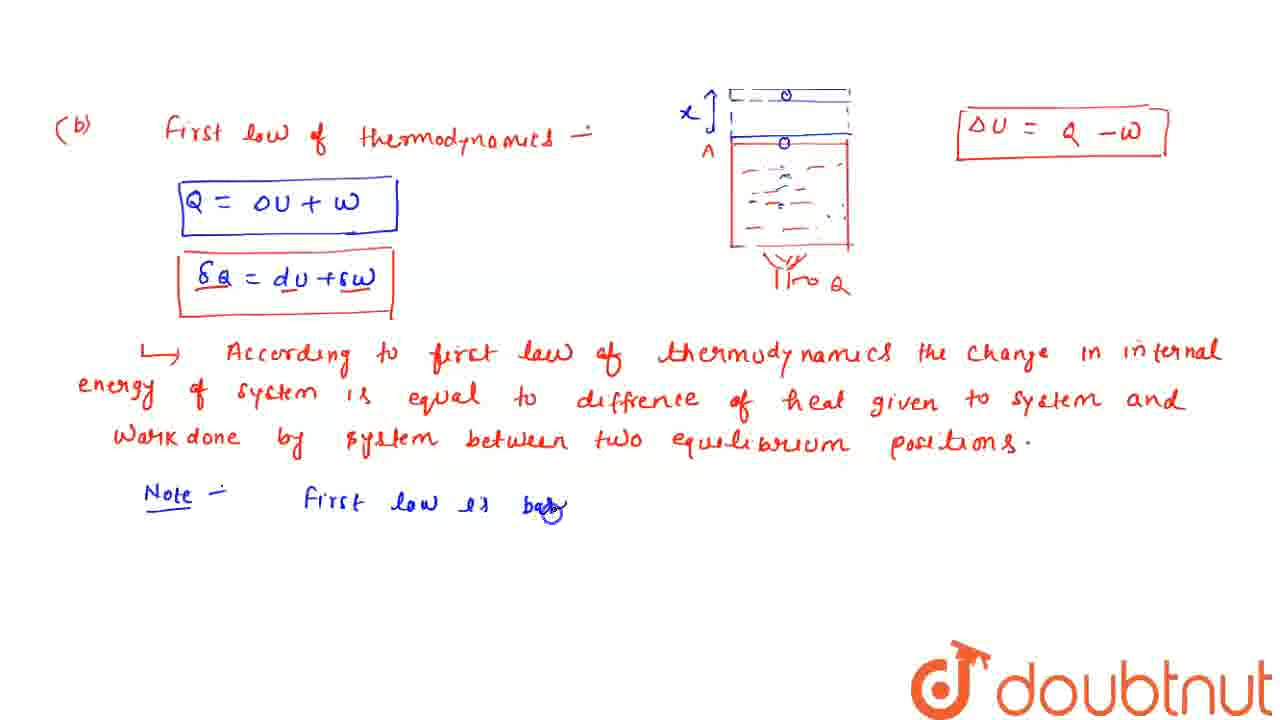 (b) First law of thermodynamics -
Q = ΔU + W
δQ = dU + δW
x
A
Q
ΔU = Q - W
↳ According to first law of thermodynamics the change in internal
energy of system is equal to diffrence of heat given to system and
work done by system between two equilibrium positions.
Note - First law is bas
doubtnut